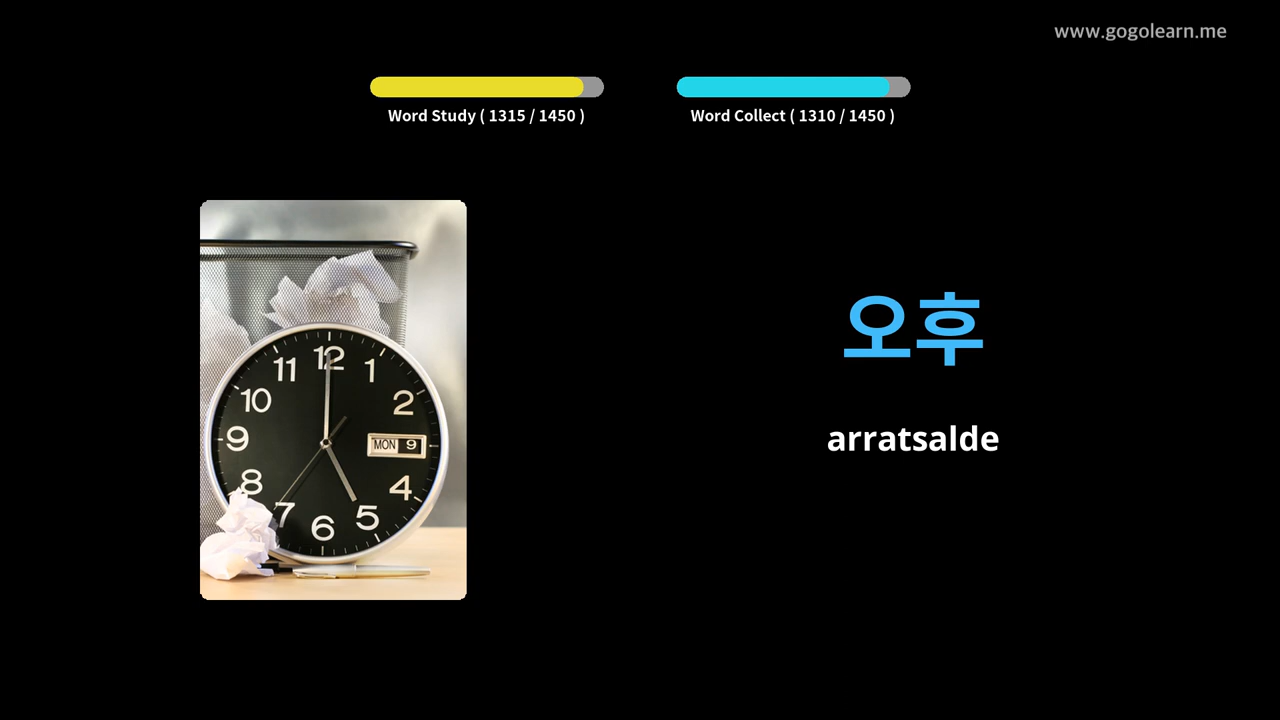 www.gogolearn.me
Word Study ( 1315 / 1450 )
Word Collect ( 1310 / 1450 )
오후
arratsalde
12
11
1
10
2
9
MON 9
8
4
7
5
6